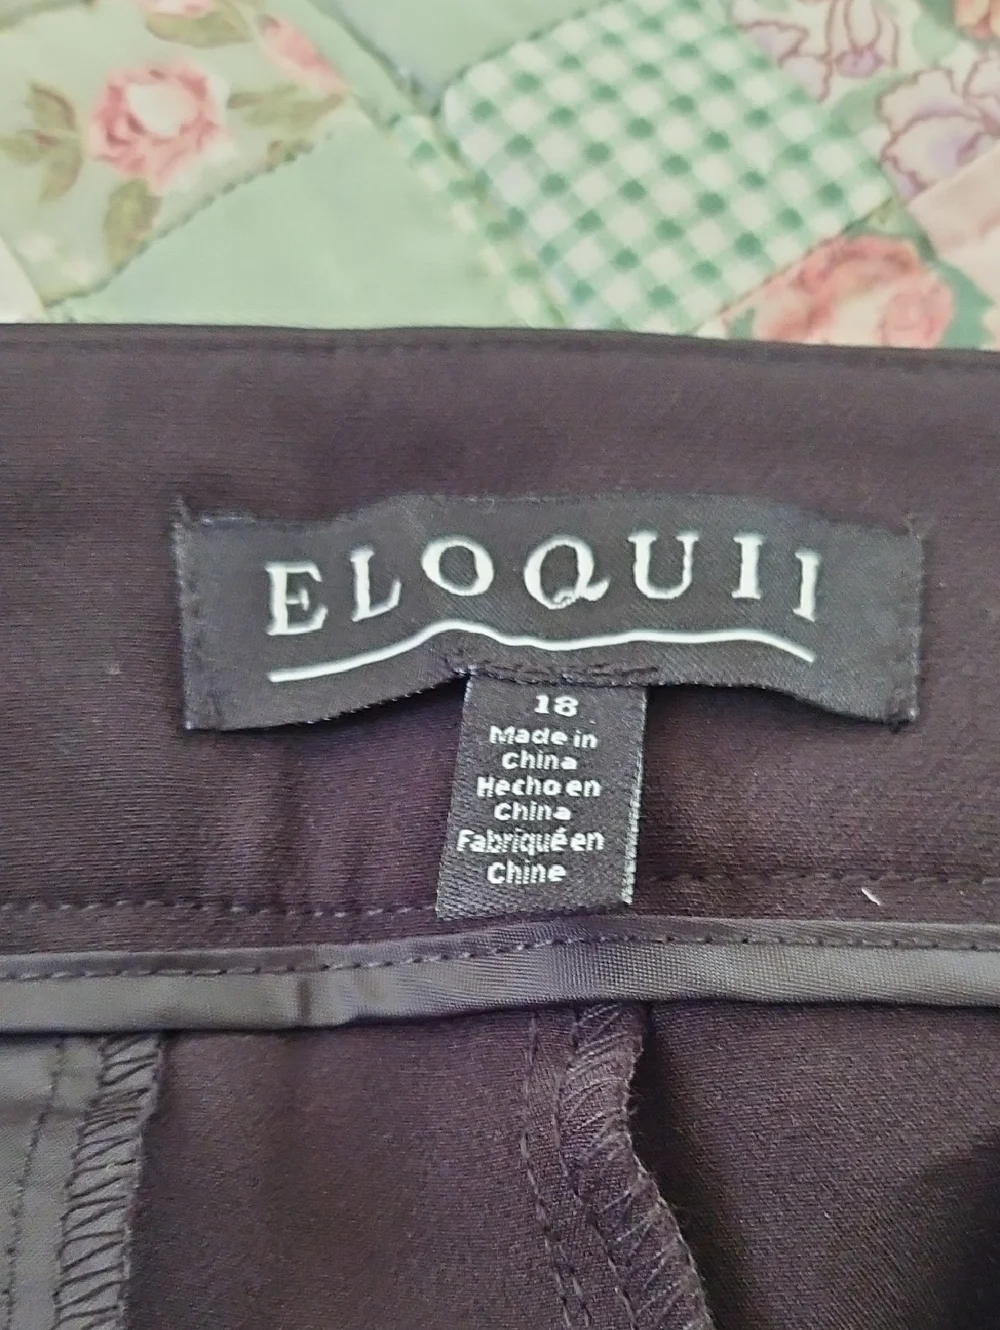 ELOQUII
18
Made in
China
Hecho en
China
Fabriqué en
Chine